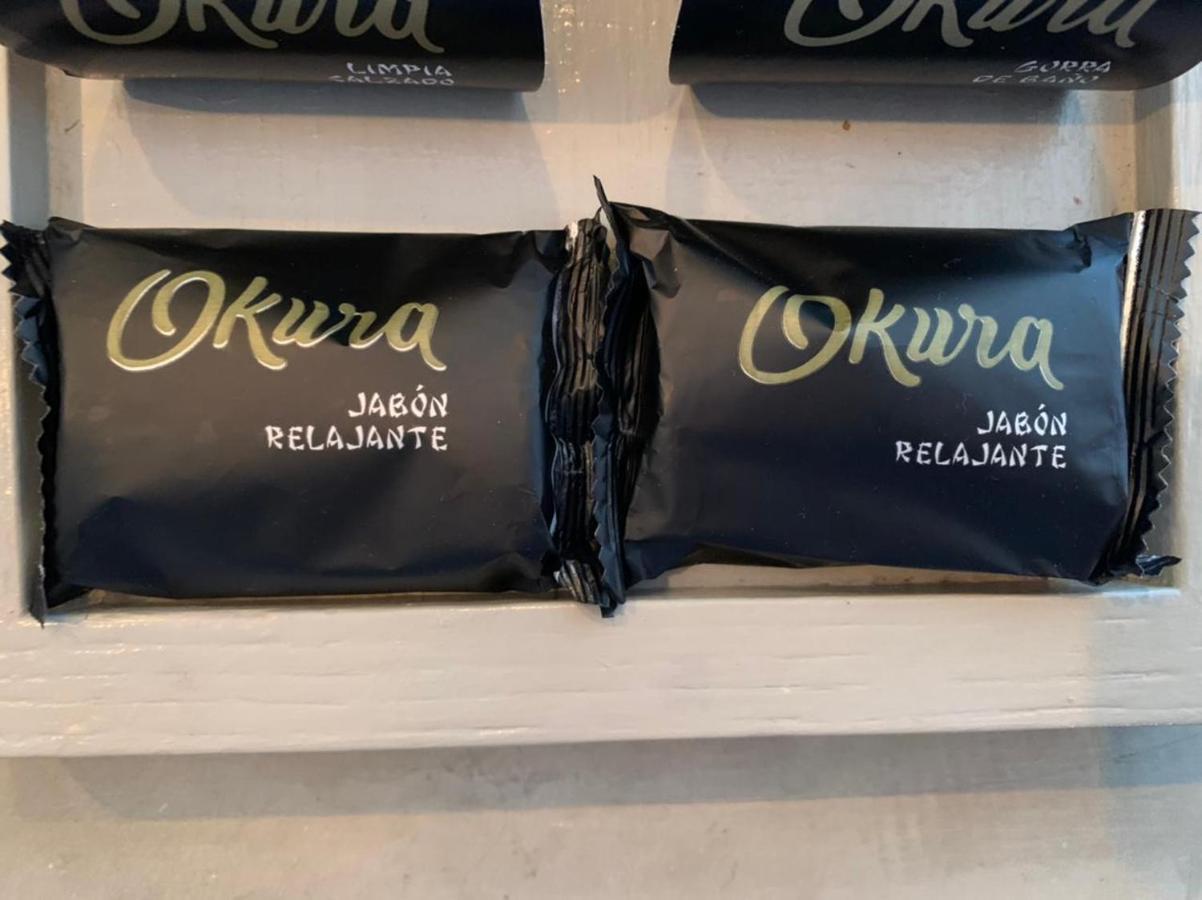 Okura
LIMPIA
CALZADO
Okura
GORRA
DE BAÑO
Okura
JABÓN
RELAJANTE
Okura
JABÓN
RELAJANTE